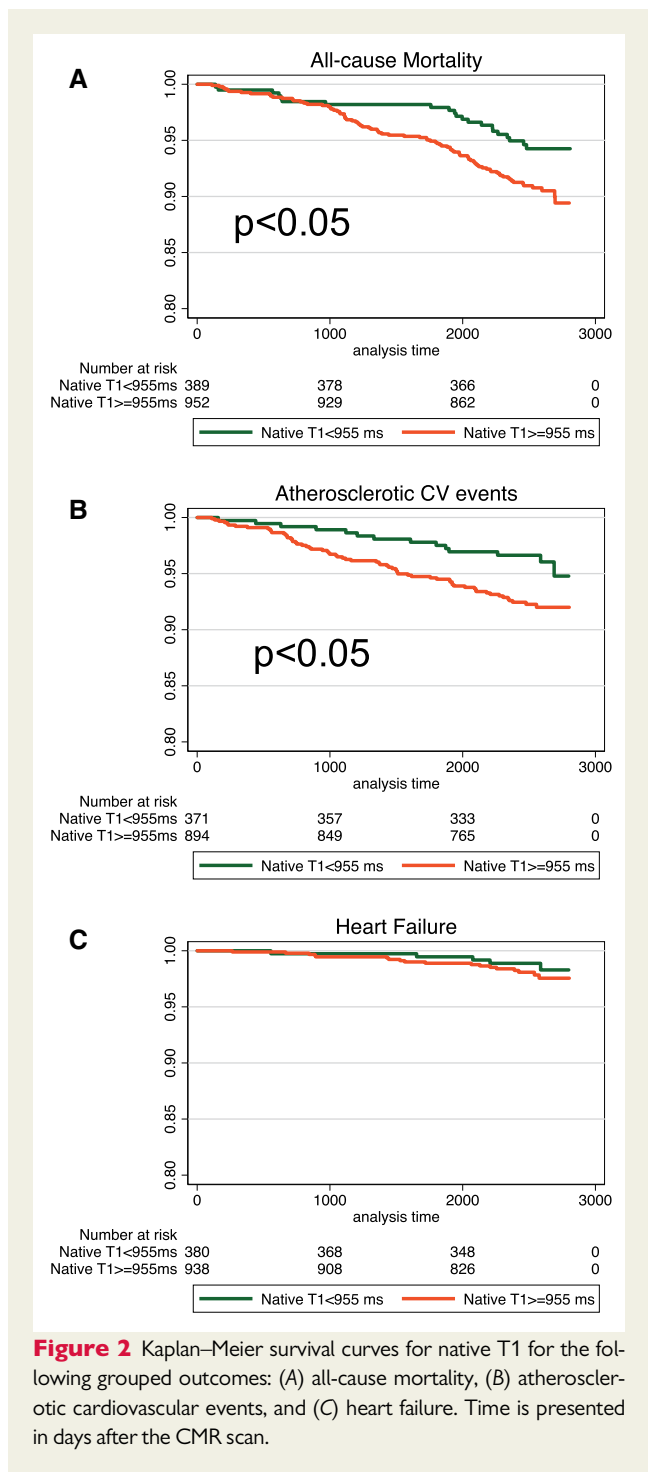 A
All-cause Mortality
1.00
0.95
0.90
0.85
0.80
p<0.05
0 1000 2000 3000
analysis time
Number at risk
Native T1<955ms 389 378 366 0
Native T1>=955ms 952 929 862 0
Native T1<955 ms Native T1>=955 ms
B
Atherosclerotic CV events
1.00
0.95
0.90
0.85
0.80
p<0.05
0 1000 2000 3000
analysis time
Number at risk
Native T1<955ms 371 357 333 0
Native T1>=955ms 894 849 765 0
Native T1<955 ms Native T1>=955 ms
C
Heart Failure
1.00
0.95
0.90
0.85
0.80
0 1000 2000 3000
analysis time
Number at risk
Native T1<955ms 380 368 348 0
Native T1>=955ms 938 908 826 0
Native T1<955 ms Native T1>=955 ms
Figure 2 Kaplan–Meier survival curves for native T1 for the fol-
lowing grouped outcomes: (A) all-cause mortality, (B) atheroscler-
otic cardiovascular events, and (C) heart failure. Time is presented
in days after the CMR scan.